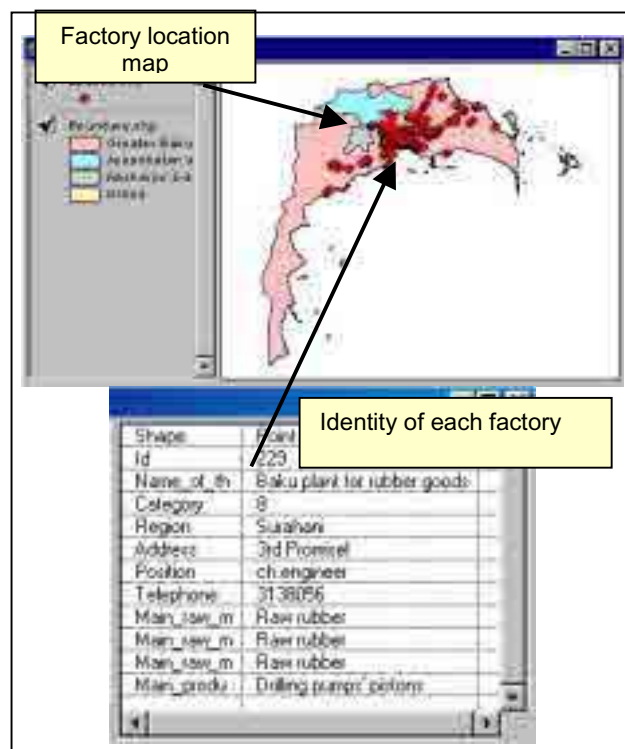 Factory location
map
Boundary.shp
Greater Baku
Identity of each factory
Shape Point
Id 229
Name_of_th Baku plant for rubber goods
Category 8
Region Surahani
Address 3rd Promisel
Position ch.engineer
Telephone 3138056
Main_raw_m Raw rubber
Main_raw_m Raw rubber
Main_raw_m Raw rubber
Main_produ Drilling pumps' pistons